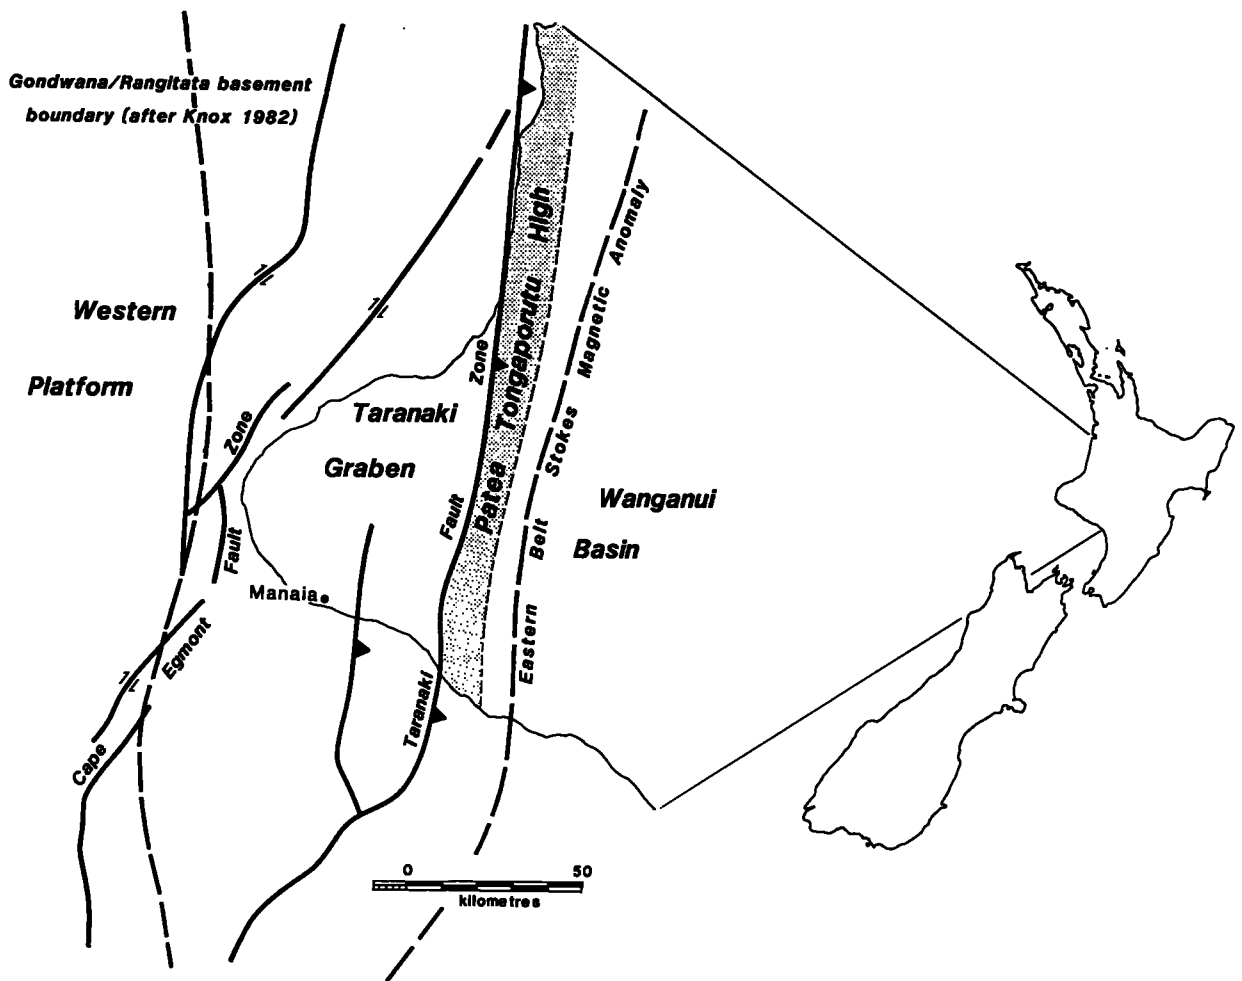 Gondwana/Rangitata basement
boundary (after Knox 1982)
Western
Platform
Taranaki
Graben
Wanganui
Basin
Patea Tongaporutu High
Eastern Belt Stokes Magnetic Anomaly
Taranaki Fault Zone
Cape Egmont Fault Zone
Manaia
0 50
kilometres